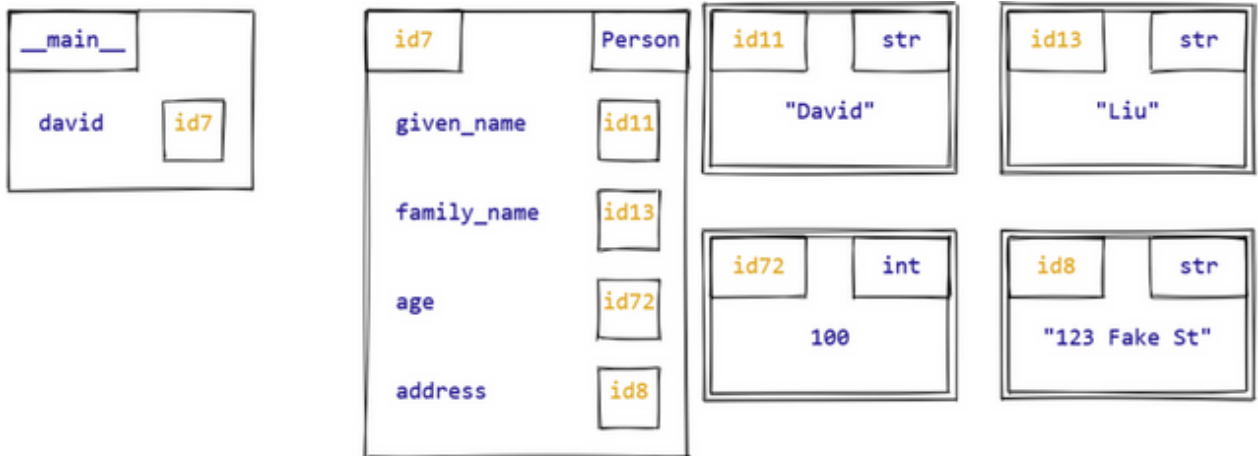 __main__
david id7
id7 Person
given_name id11
family_name id13
age id72
address id8
id11 str
"David"
id13 str
"Liu"
id72 int
100
id8 str
"123 Fake St"